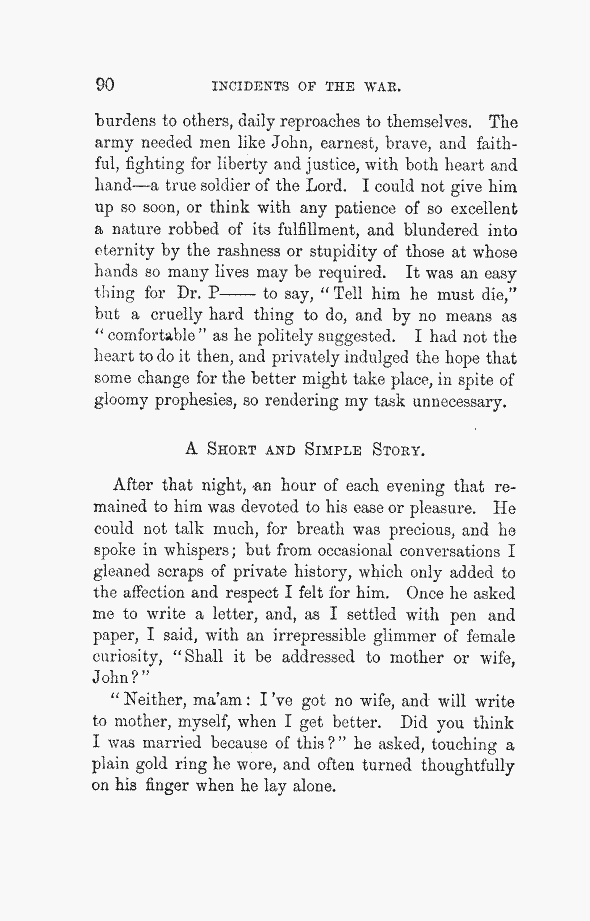 90 INCIDENTS OF THE WAR.
burdens to others, daily reproaches to themselves. The
army needed men like John, earnest, brave, and faith-
ful, fighting for liberty and justice, with both heart and
hand—a true soldier of the Lord. I could not give him
up so soon, or think with any patience of so excellent
a nature robbed of its fulfillment, and blundered into
eternity by the rashness or stupidity of those at whose
hands so many lives may be required. It was an easy
thing for Dr. P—— to say, "Tell him he must die,"
but a cruelly hard thing to do, and by no means as
"comfortable" as he politely suggested. I had not the
heart to do it then, and privately indulged the hope that
some change for the better might take place, in spite of
gloomy prophesies, so rendering my task unnecessary.
A SHORT AND SIMPLE STORY.
After that night, an hour of each evening that re-
mained to him was devoted to his ease or pleasure. He
could not talk much, for breath was precious, and he
spoke in whispers; but from occasional conversations I
gleaned scraps of private history, which only added to
the affection and respect I felt for him. Once he asked
me to write a letter, and, as I settled with pen and
paper, I said, with an irrepressible glimmer of female
curiosity, "Shall it be addressed to mother or wife,
John?"
"Neither, ma'am: I've got no wife, and will write
to mother, myself, when I get better. Did you think
I was married because of this?" he asked, touching a
plain gold ring he wore, and often turned thoughtfully
on his finger when he lay alone.